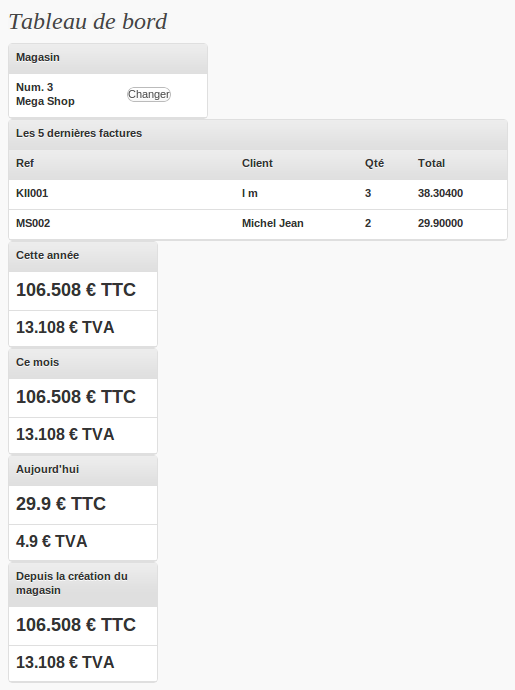 Tableau de bord
Magasin
Num. 3
Mega Shop
Changer
Les 5 dernières factures
Ref Client Qté Total
KII001 I m 3 38.30400
MS002 Michel Jean 2 29.90000
Cette année
106.508 € TTC
13.108 € TVA
Ce mois
106.508 € TTC
13.108 € TVA
Aujourd'hui
29.9 € TTC
4.9 € TVA
Depuis la création du
magasin
106.508 € TTC
13.108 € TVA